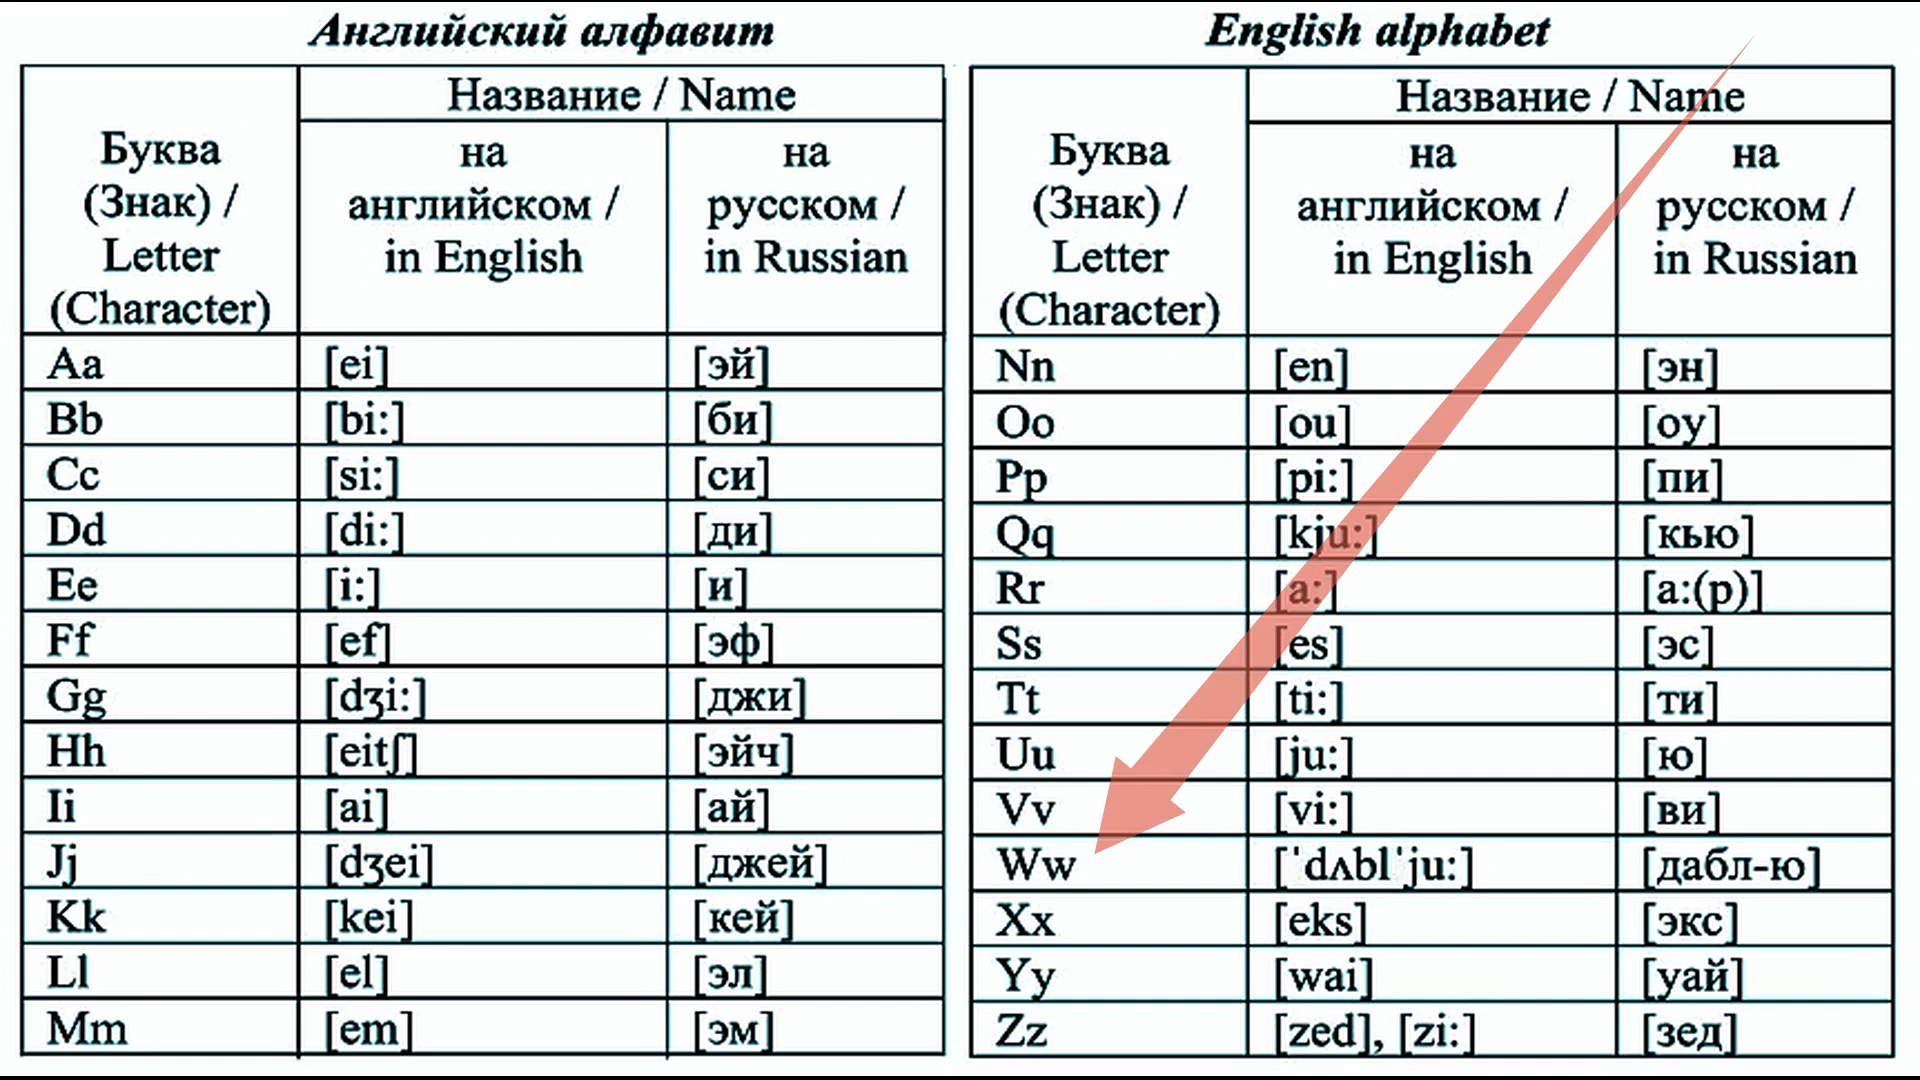 Английский алфавит
Название / Name
Буква
(Знак) /
Letter
(Character)
на
английском /
in English
на
русском /
in Russian
Aa [ei] [эй]
Bb [bi:] [би]
Cc [si:] [си]
Dd [di:] [ди]
Ee [i:] [и]
Ff [ef] [эф]
Gg [dʒi:] [джи]
Hh [eitʃ] [эйч]
Ii [ai] [ай]
Jj [dʒei] [джей]
Kk [kei] [кей]
Ll [el] [эл]
Mm [em] [эм]
English alphabet
Название / Name
Буква
(Знак) /
Letter
(Character)
на
английском /
in English
на
русском /
in Russian
Nn [en] [эн]
Oo [ou] [оу]
Pp [pi:] [пи]
Qq [kju:] [кью]
Rr [a:] [а:(р)]
Ss [es] [эс]
Tt [ti:] [ти]
Uu [ju:] [ю]
Vv [vi:] [ви]
Ww [ˈdʌblˈju:] [дабл-ю]
Xx [eks] [экс]
Yy [wai] [уай]
Zz [zed], [zi:] [зед]